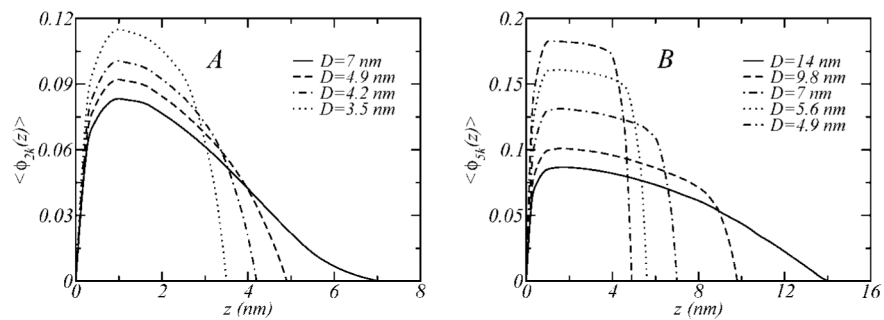 0.12
0.09
0.06
0.03
0
0
2
4
6
8
z (nm)
<ϕ2k(z)>
A
D=7 nm
D=4.9 nm
D=4.2 nm
D=3.5 nm
0.2
0.15
0.1
0.05
0
0
4
8
12
16
z (nm)
<ϕ5k(z)>
B
D=14 nm
D=9.8 nm
D=7 nm
D=5.6 nm
D=4.9 nm